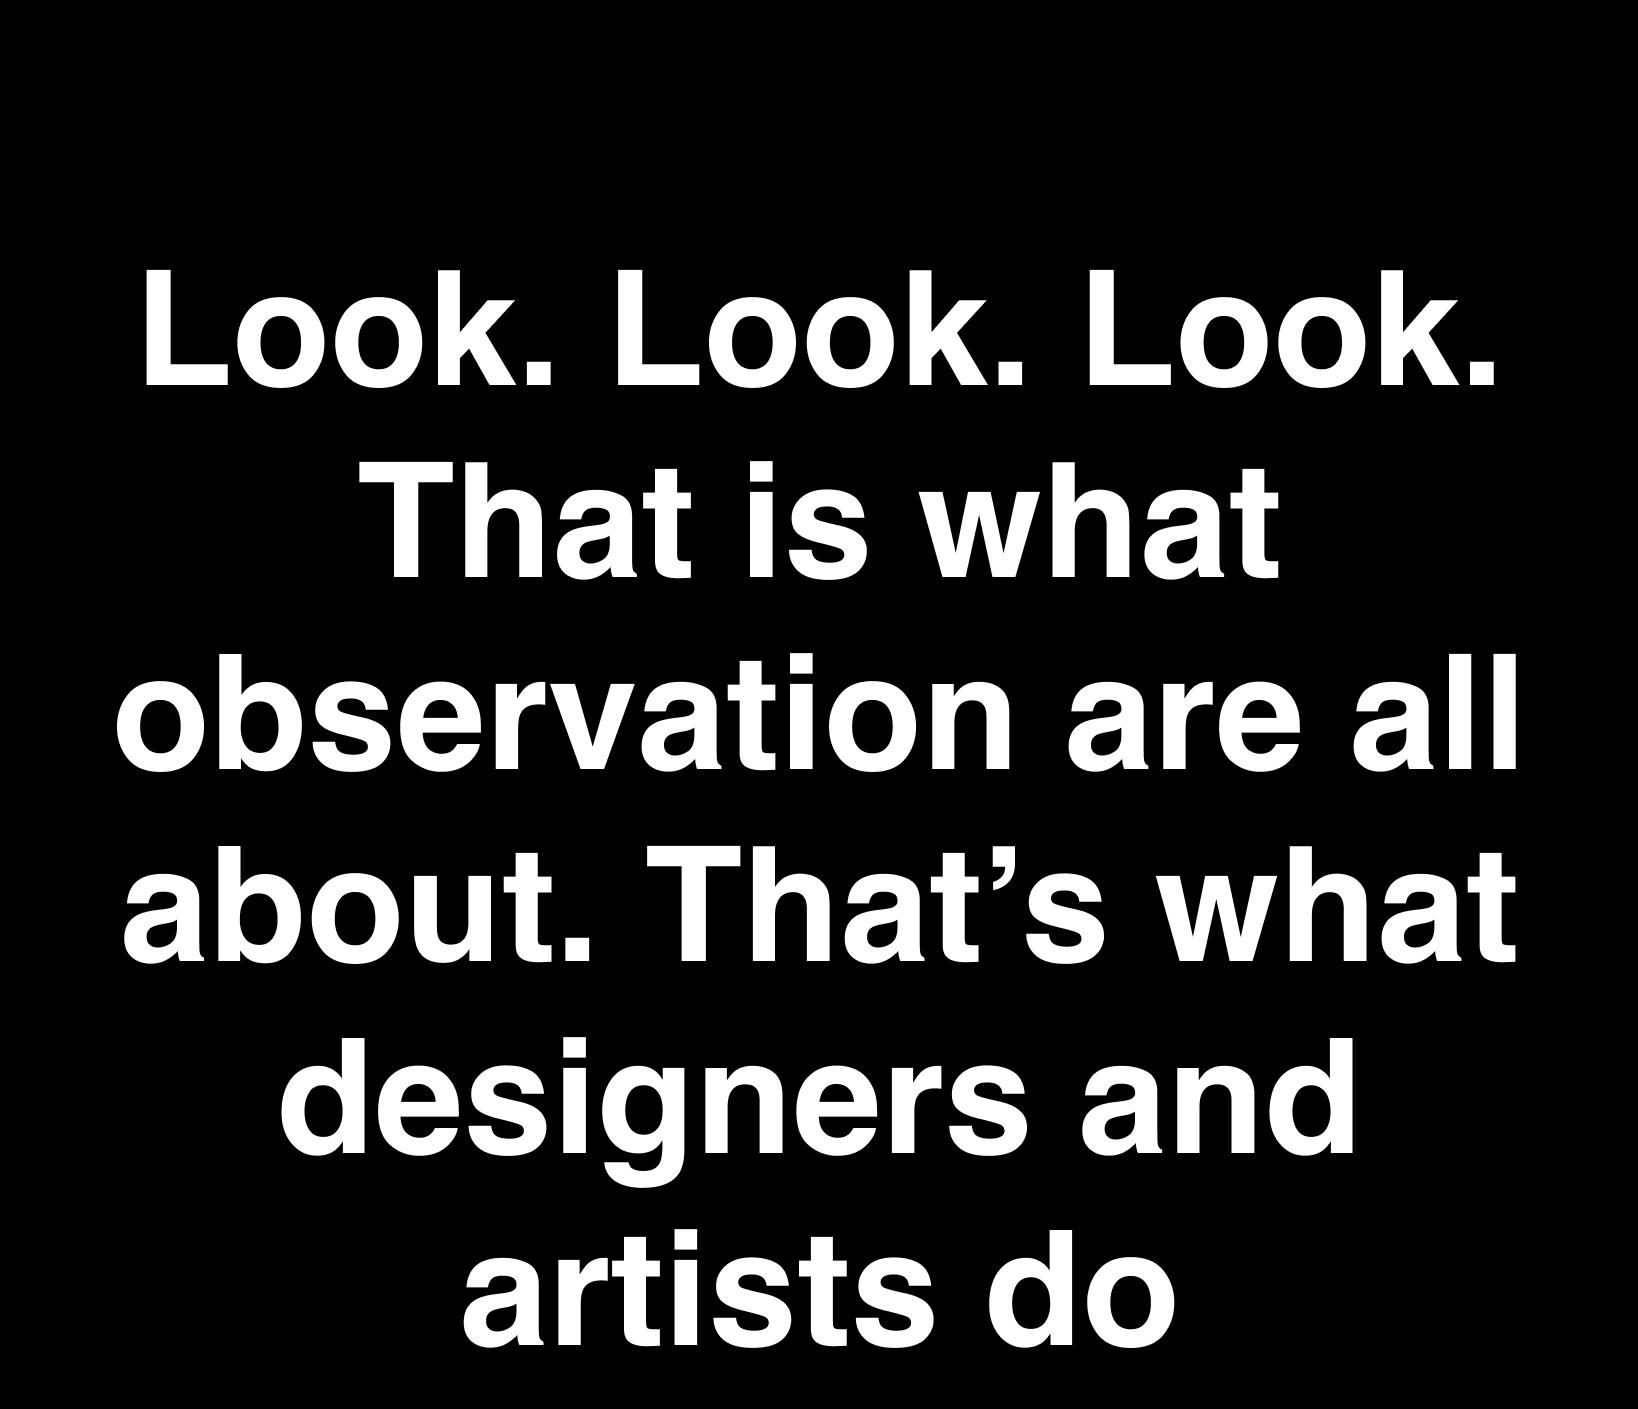 Look. Look. Look.
That is what
observation are all
about. That’s what
designers and
artists do